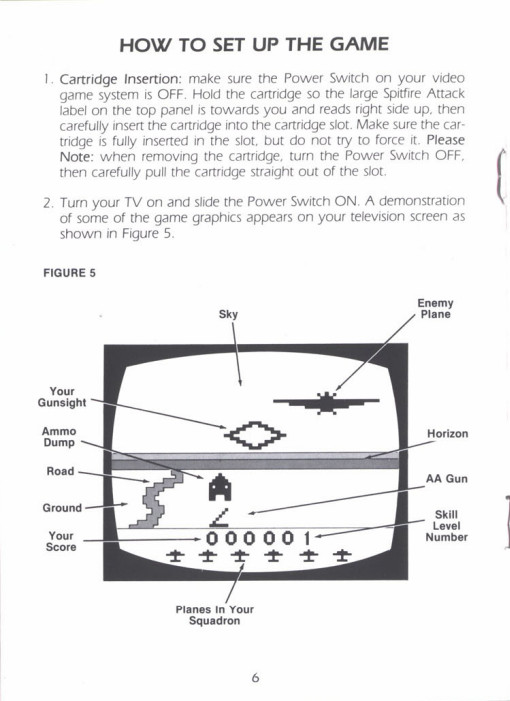 HOW TO SET UP THE GAME
1. Cartridge Insertion: make sure the Power Switch on your video
game system is OFF. Hold the cartridge so the large Spitfire Attack
label on the top panel is towards you and reads right side up, then
carefully insert the cartridge into the cartridge slot. Make sure the car-
tridge is fully inserted in the slot, but do not try to force it. Please
Note: when removing the cartridge, turn the Power Switch OFF,
then carefully pull the cartridge straight out of the slot.
2. Turn your TV on and slide the Power Switch ON. A demonstration
of some of the game graphics appears on your television screen as
shown in Figure 5.
FIGURE 5
Sky
Enemy
Plane
Your
Gunsight
Ammo
Dump
Horizon
Road
AA Gun
Ground
Skill
Level
Number
Your
Score
000001
Planes In Your
Squadron
6